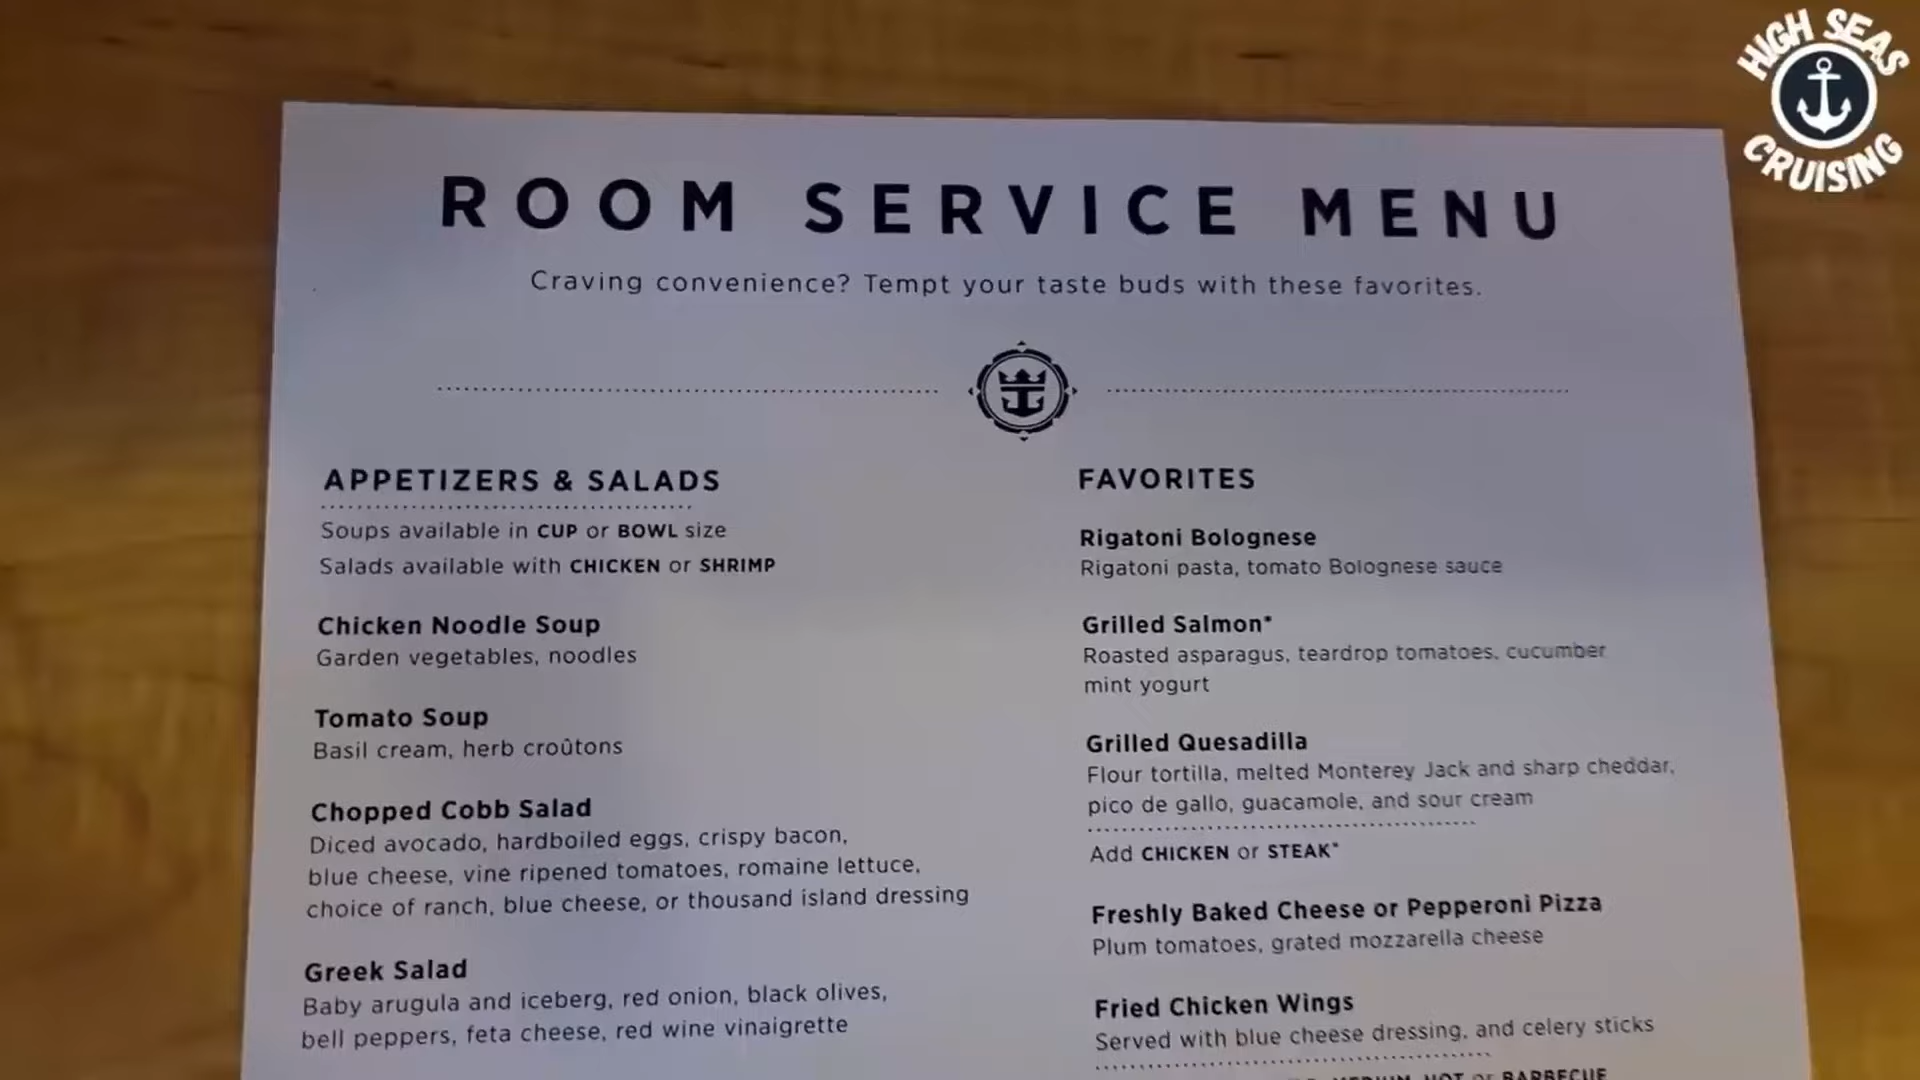 HIGH SEAS
CRUISING
ROOM SERVICE MENU
Craving convenience? Tempt your taste buds with these favorites.
APPETIZERS & SALADS
Soups available in CUP or BOWL size
Salads available with CHICKEN or SHRIMP
Chicken Noodle Soup
Garden vegetables, noodles
Tomato Soup
Basil cream, herb croûtons
Chopped Cobb Salad
Diced avocado, hardboiled eggs, crispy bacon,
blue cheese, vine ripened tomatoes, romaine lettuce,
choice of ranch, blue cheese, or thousand island dressing
Greek Salad
Baby arugula and iceberg, red onion, black olives,
bell peppers, feta cheese, red wine vinaigrette
FAVORITES
Rigatoni Bolognese
Rigatoni pasta, tomato Bolognese sauce
Grilled Salmon*
Roasted asparagus, teardrop tomatoes, cucumber
mint yogurt
Grilled Quesadilla
Flour tortilla, melted Monterey Jack and sharp cheddar,
pico de gallo, guacamole, and sour cream
Add CHICKEN or STEAK*
Freshly Baked Cheese or Pepperoni Pizza
Plum tomatoes, grated mozzarella cheese
Fried Chicken Wings
Served with blue cheese dressing, and celery sticks
MEDIUM, HOT or BARBECUE